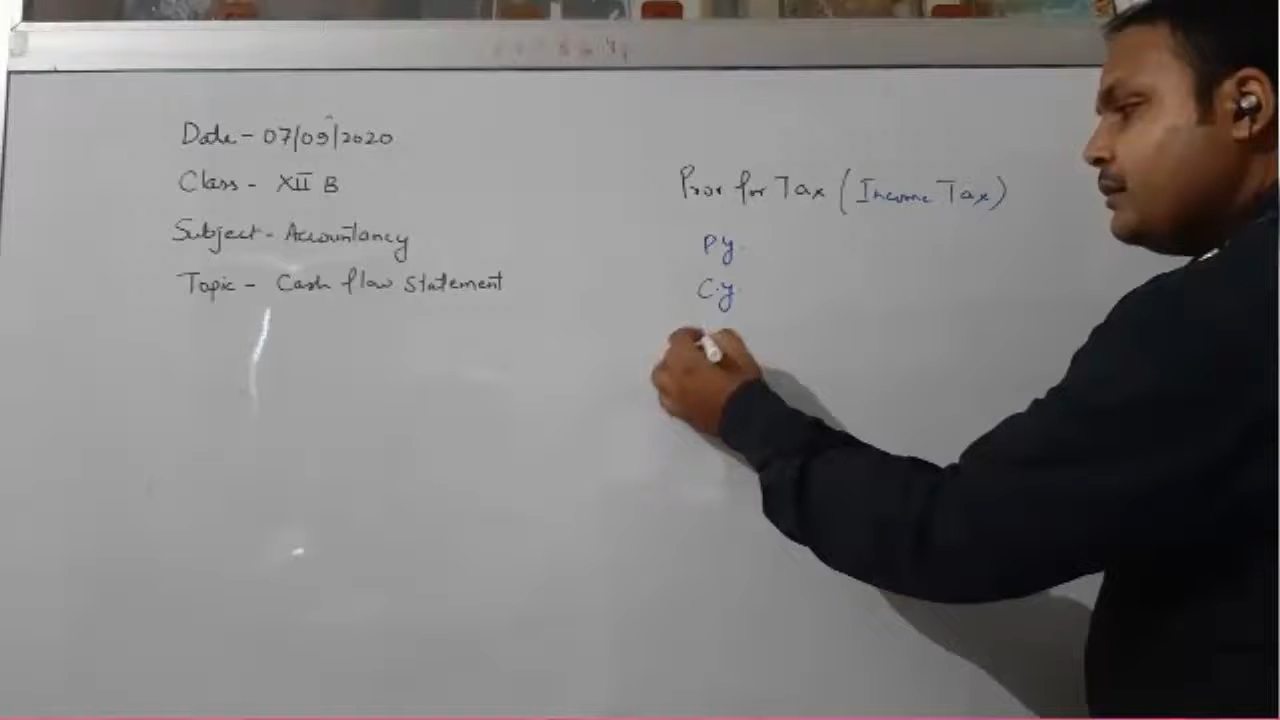 Date - 07/09/2020
Class - XII B
Subject - Accountancy
Topic - Cash flow Statement
Prov for Tax (Income Tax)
P.y.
C.y.